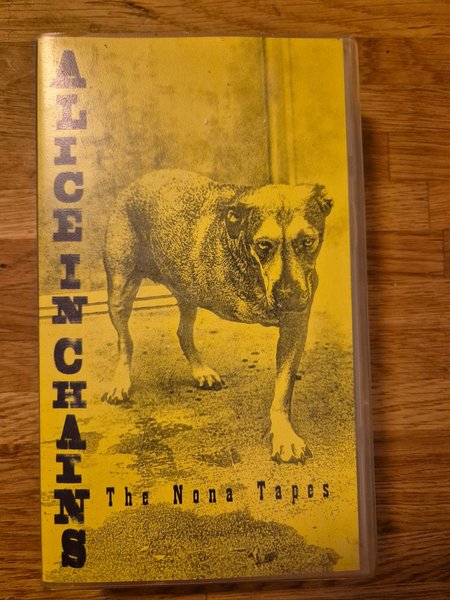 ALICE IN CHAINS
The Nona Tapes